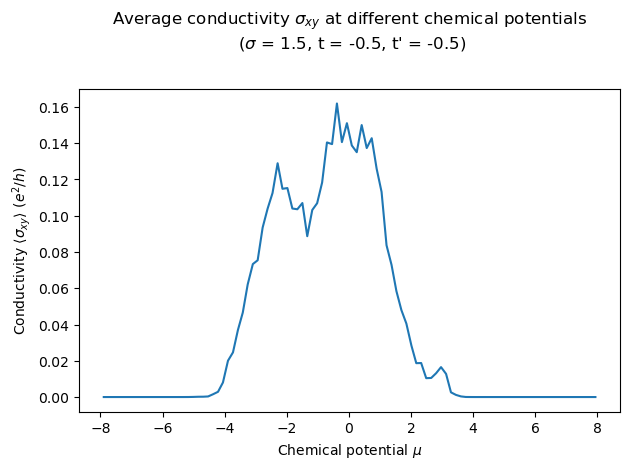 Average conductivity σxy at different chemical potentials
(σ = 1.5, t = -0.5, t' = -0.5)
0.16
0.14
0.12
0.10
0.08
0.06
0.04
0.02
0.00
Conductivity ⟨σxy⟩ (e²/h)
−8 −6 −4 −2 0 2 4 6 8
Chemical potential μ